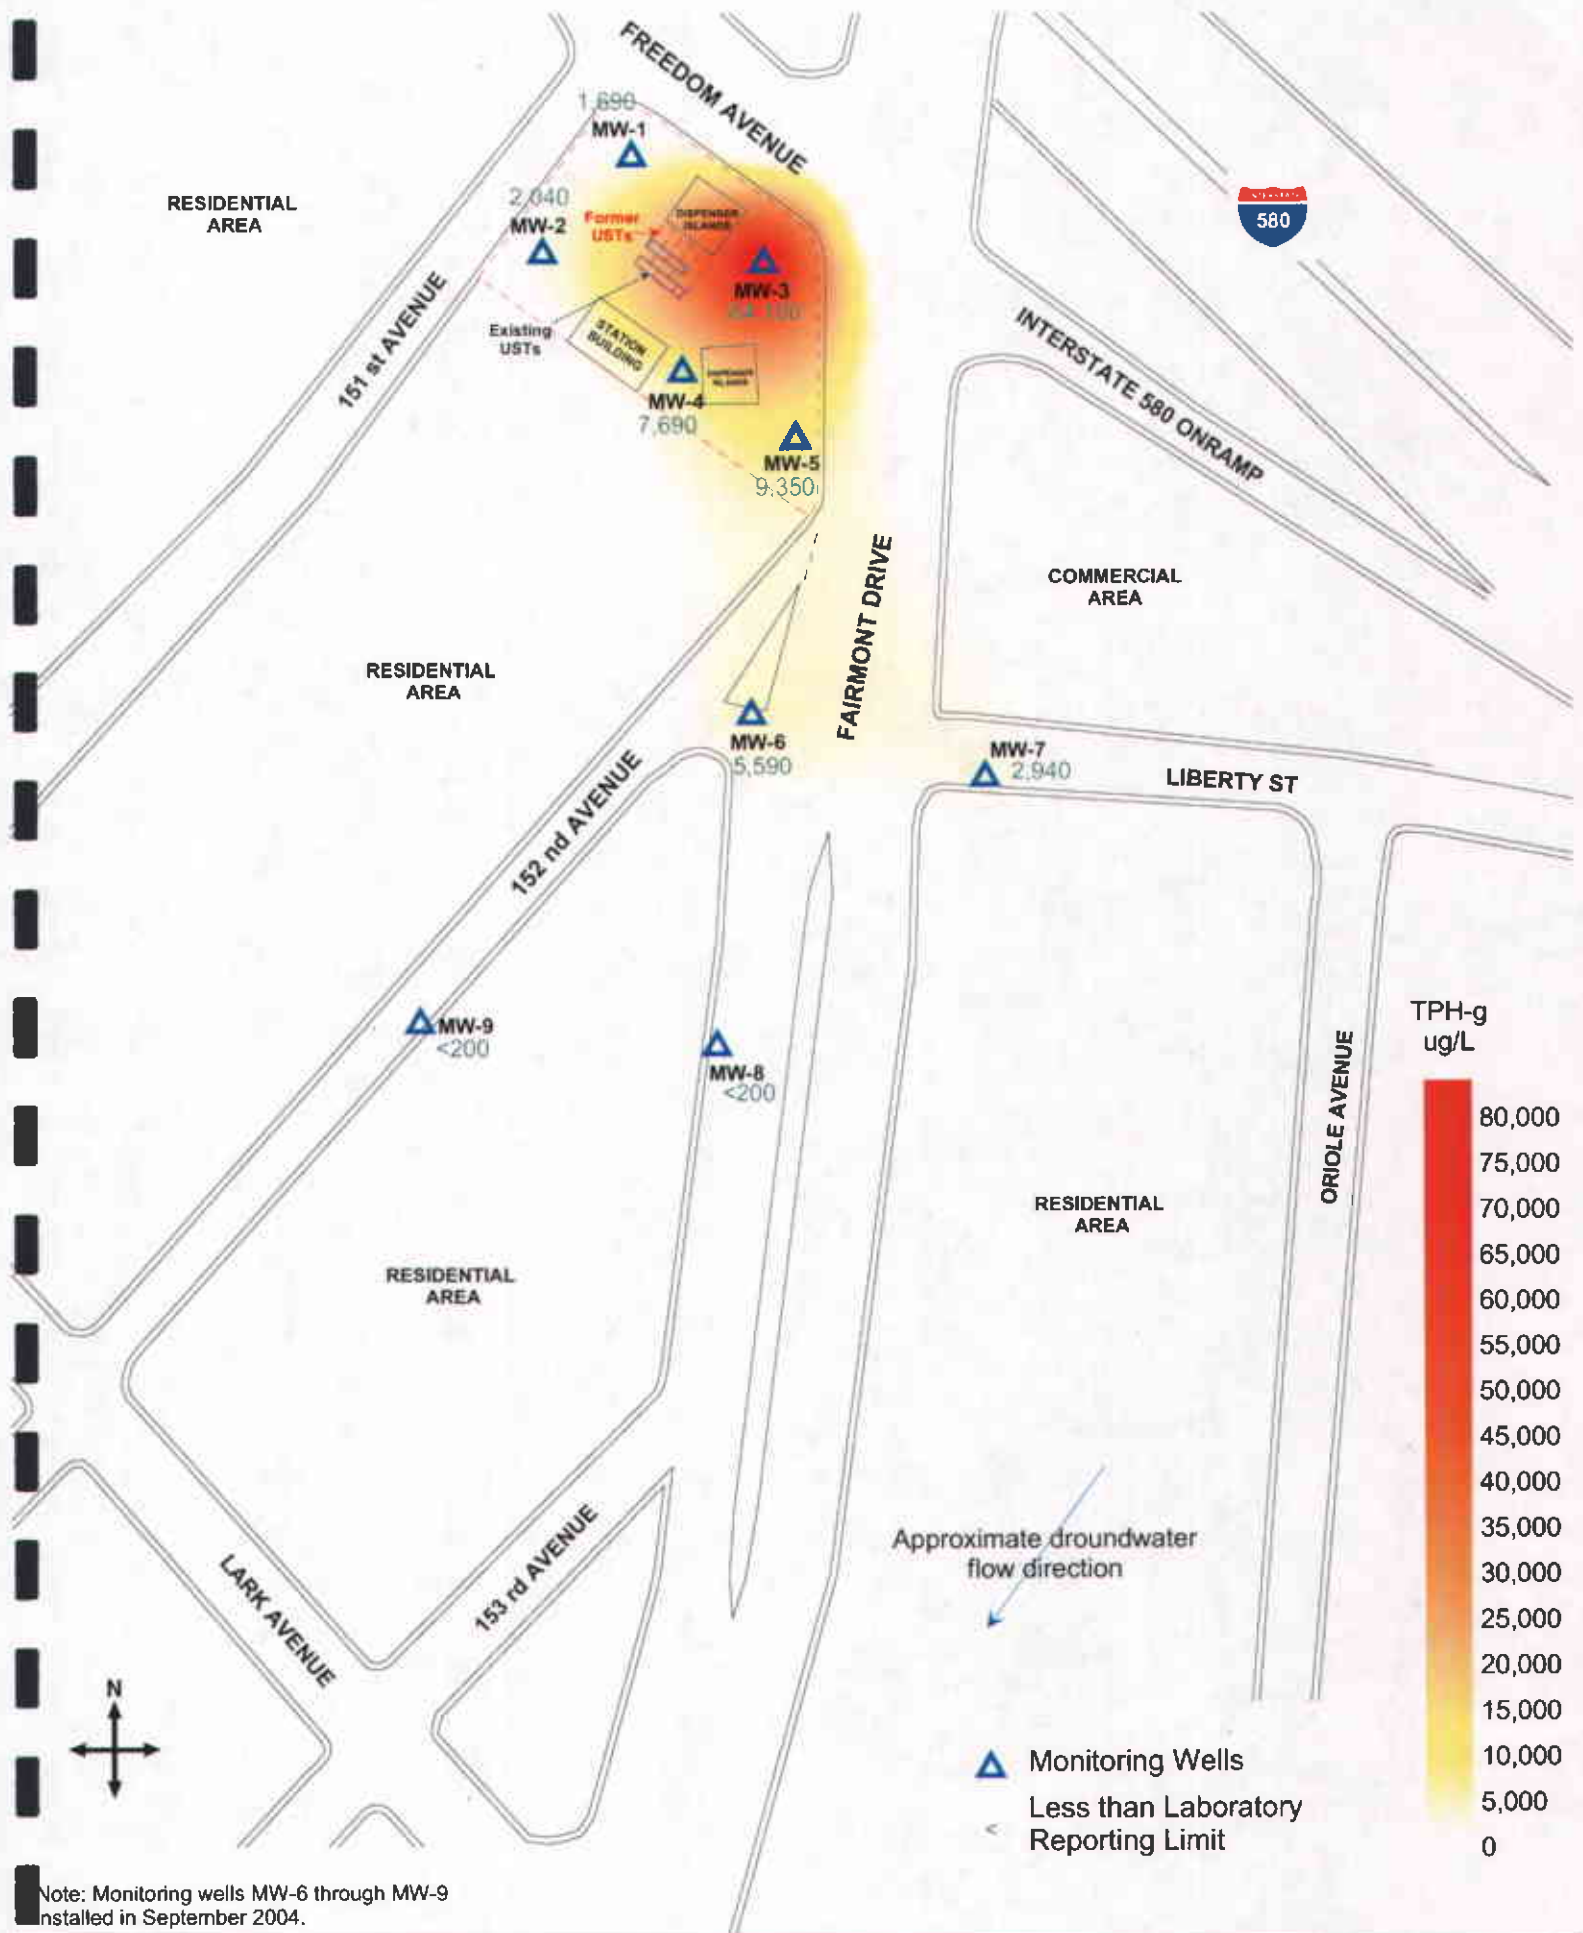 FREEDOM AVENUE
1,690
MW-1
RESIDENTIAL
AREA
2,040
MW-2
Former
USTs
DISPENSER
ISLANDS
580
MW-3
151 st AVENUE
Existing
USTs
STATION
BUILDING
DISPENSER
ISLANDS
INTERSTATE 580 ONRAMP
MW-4
7,690
MW-5
9,350
COMMERCIAL
AREA
FAIRMONT DRIVE
RESIDENTIAL
AREA
MW-6
5,590
MW-7
2,940
LIBERTY ST
152 nd AVENUE
MW-9
<200
MW-8
<200
TPH-g
ug/L
ORIOLE AVENUE
80,000
75,000
70,000
65,000
60,000
55,000
50,000
45,000
40,000
35,000
30,000
25,000
20,000
15,000
10,000
5,000
0
RESIDENTIAL
AREA
RESIDENTIAL
AREA
Approximate droundwater
flow direction
LARK AVENUE
153 rd AVENUE
N
Monitoring Wells
< Less than Laboratory
Reporting Limit
Note: Monitoring wells MW-6 through MW-9
installed in September 2004.